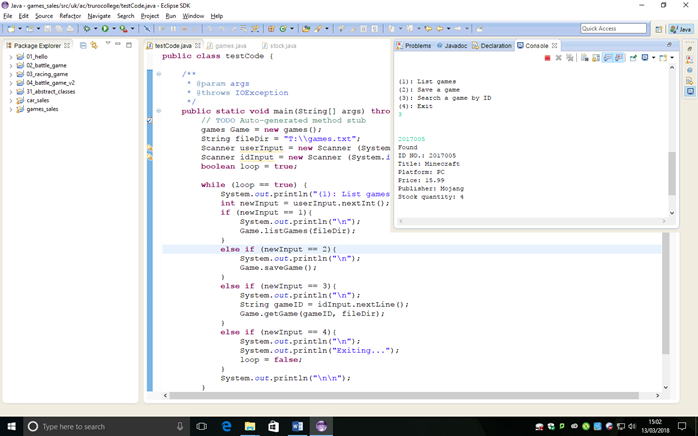 Java - games_sales/src/uk/ac/trurocollege/testCode.java - Eclipse SDK
File Edit Source Refactor Navigate Search Project Run Window Help
Quick Access
Java
Package Explorer
01_hello
02_battle_game
03_racing_game
04_battle_game_v2
31_abstract_classes
car_sales
games_sales
testCode.java games.java stock.java
public class testCode {
/**
* @param args
* @throws IOException
*/
public static void main(String[] args) thro
// TODO Auto-generated method stub
games Game = new games();
String fileDir = "T:\\games.txt";
Scanner userInput = new Scanner (System
Scanner idInput = new Scanner (System.i
boolean loop = true;
while (loop == true) {
System.out.println("(1): List games
int newInput = userInput.nextInt();
if (newInput == 1){
System.out.println("\n");
Game.listGames(fileDir);
}
else if (newInput == 2){
System.out.println("\n");
Game.saveGame();
}
else if (newInput == 3){
System.out.println("\n");
String gameID = idInput.nextLine();
Game.getGame(gameID, fileDir);
}
else if (newInput == 4){
System.out.println("\n");
System.out.println("Exiting...");
loop = false;
}
System.out.println("\n\n");
}
Problems Javadoc Declaration Console
(1): List games
(2): Save a game
(3): Search a game by ID
(4): Exit
3
2017005
Found
ID NO.: 2017005
Title: Minecraft
Platform: PC
Price: 15.99
Publisher: Mojang
Stock quantity: 4
Type here to search
15:02
13/03/2018